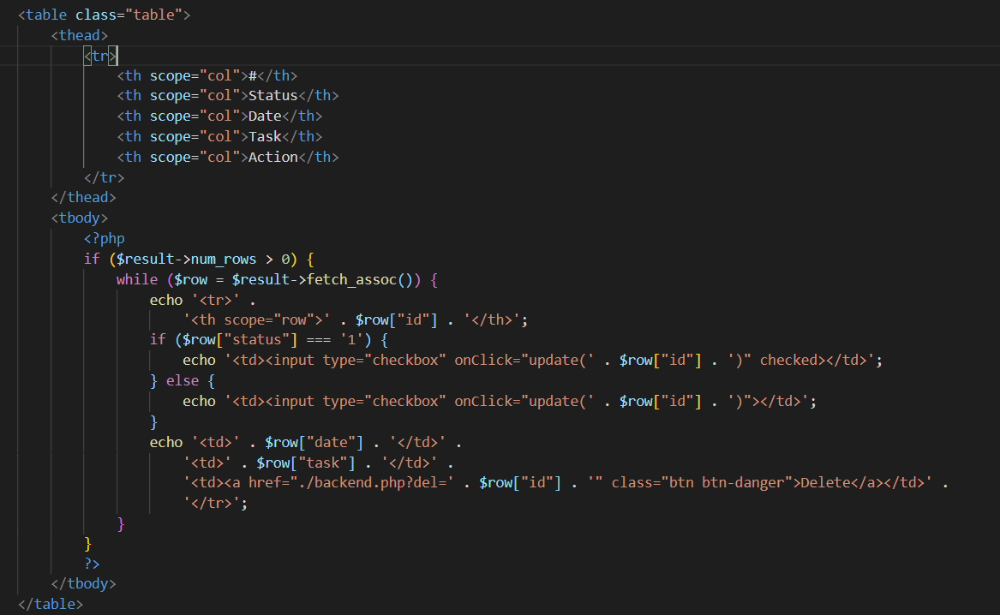 <table class="table">
    <thead>
        <tr>
            <th scope="col">#</th>
            <th scope="col">Status</th>
            <th scope="col">Date</th>
            <th scope="col">Task</th>
            <th scope="col">Action</th>
        </tr>
    </thead>
    <tbody>
        <?php
        if ($result->num_rows > 0) {
            while ($row = $result->fetch_assoc()) {
                echo '<tr>' .
                    '<th scope="row">' . $row["id"] . '</th>';
                if ($row["status"] === '1') {
                    echo '<td><input type="checkbox" onClick="update(' . $row["id"] . ')" checked></td>';
                } else {
                    echo '<td><input type="checkbox" onClick="update(' . $row["id"] . ')"></td>';
                }
                echo '<td>' . $row["date"] . '</td>' .
                    '<td>' . $row["task"] . '</td>' .
                    '<td><a href="./backend.php?del=' . $row["id"] . '" class="btn btn-danger">Delete</a></td>' .
                    '</tr>';
            }
        }
        ?>
    </tbody>
</table>